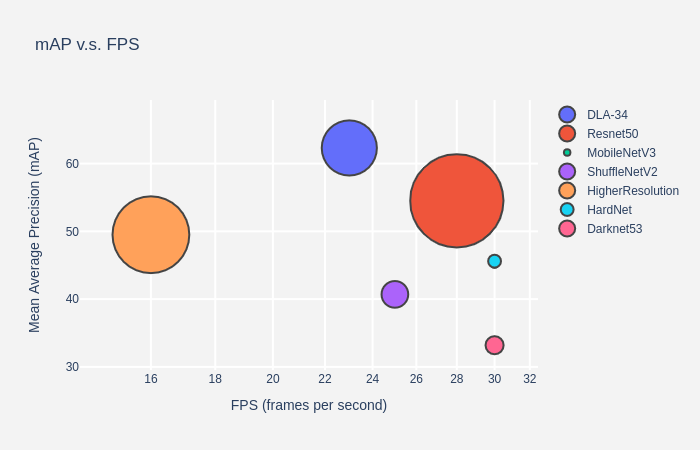 mAP v.s. FPS
DLA-34
Resnet50
MobileNetV3
ShuffleNetV2
HigherResolution
HardNet
Darknet53
Mean Average Precision (mAP)
60
50
40
30
16 18 20 22 24 26 28 30 32
FPS (frames per second)